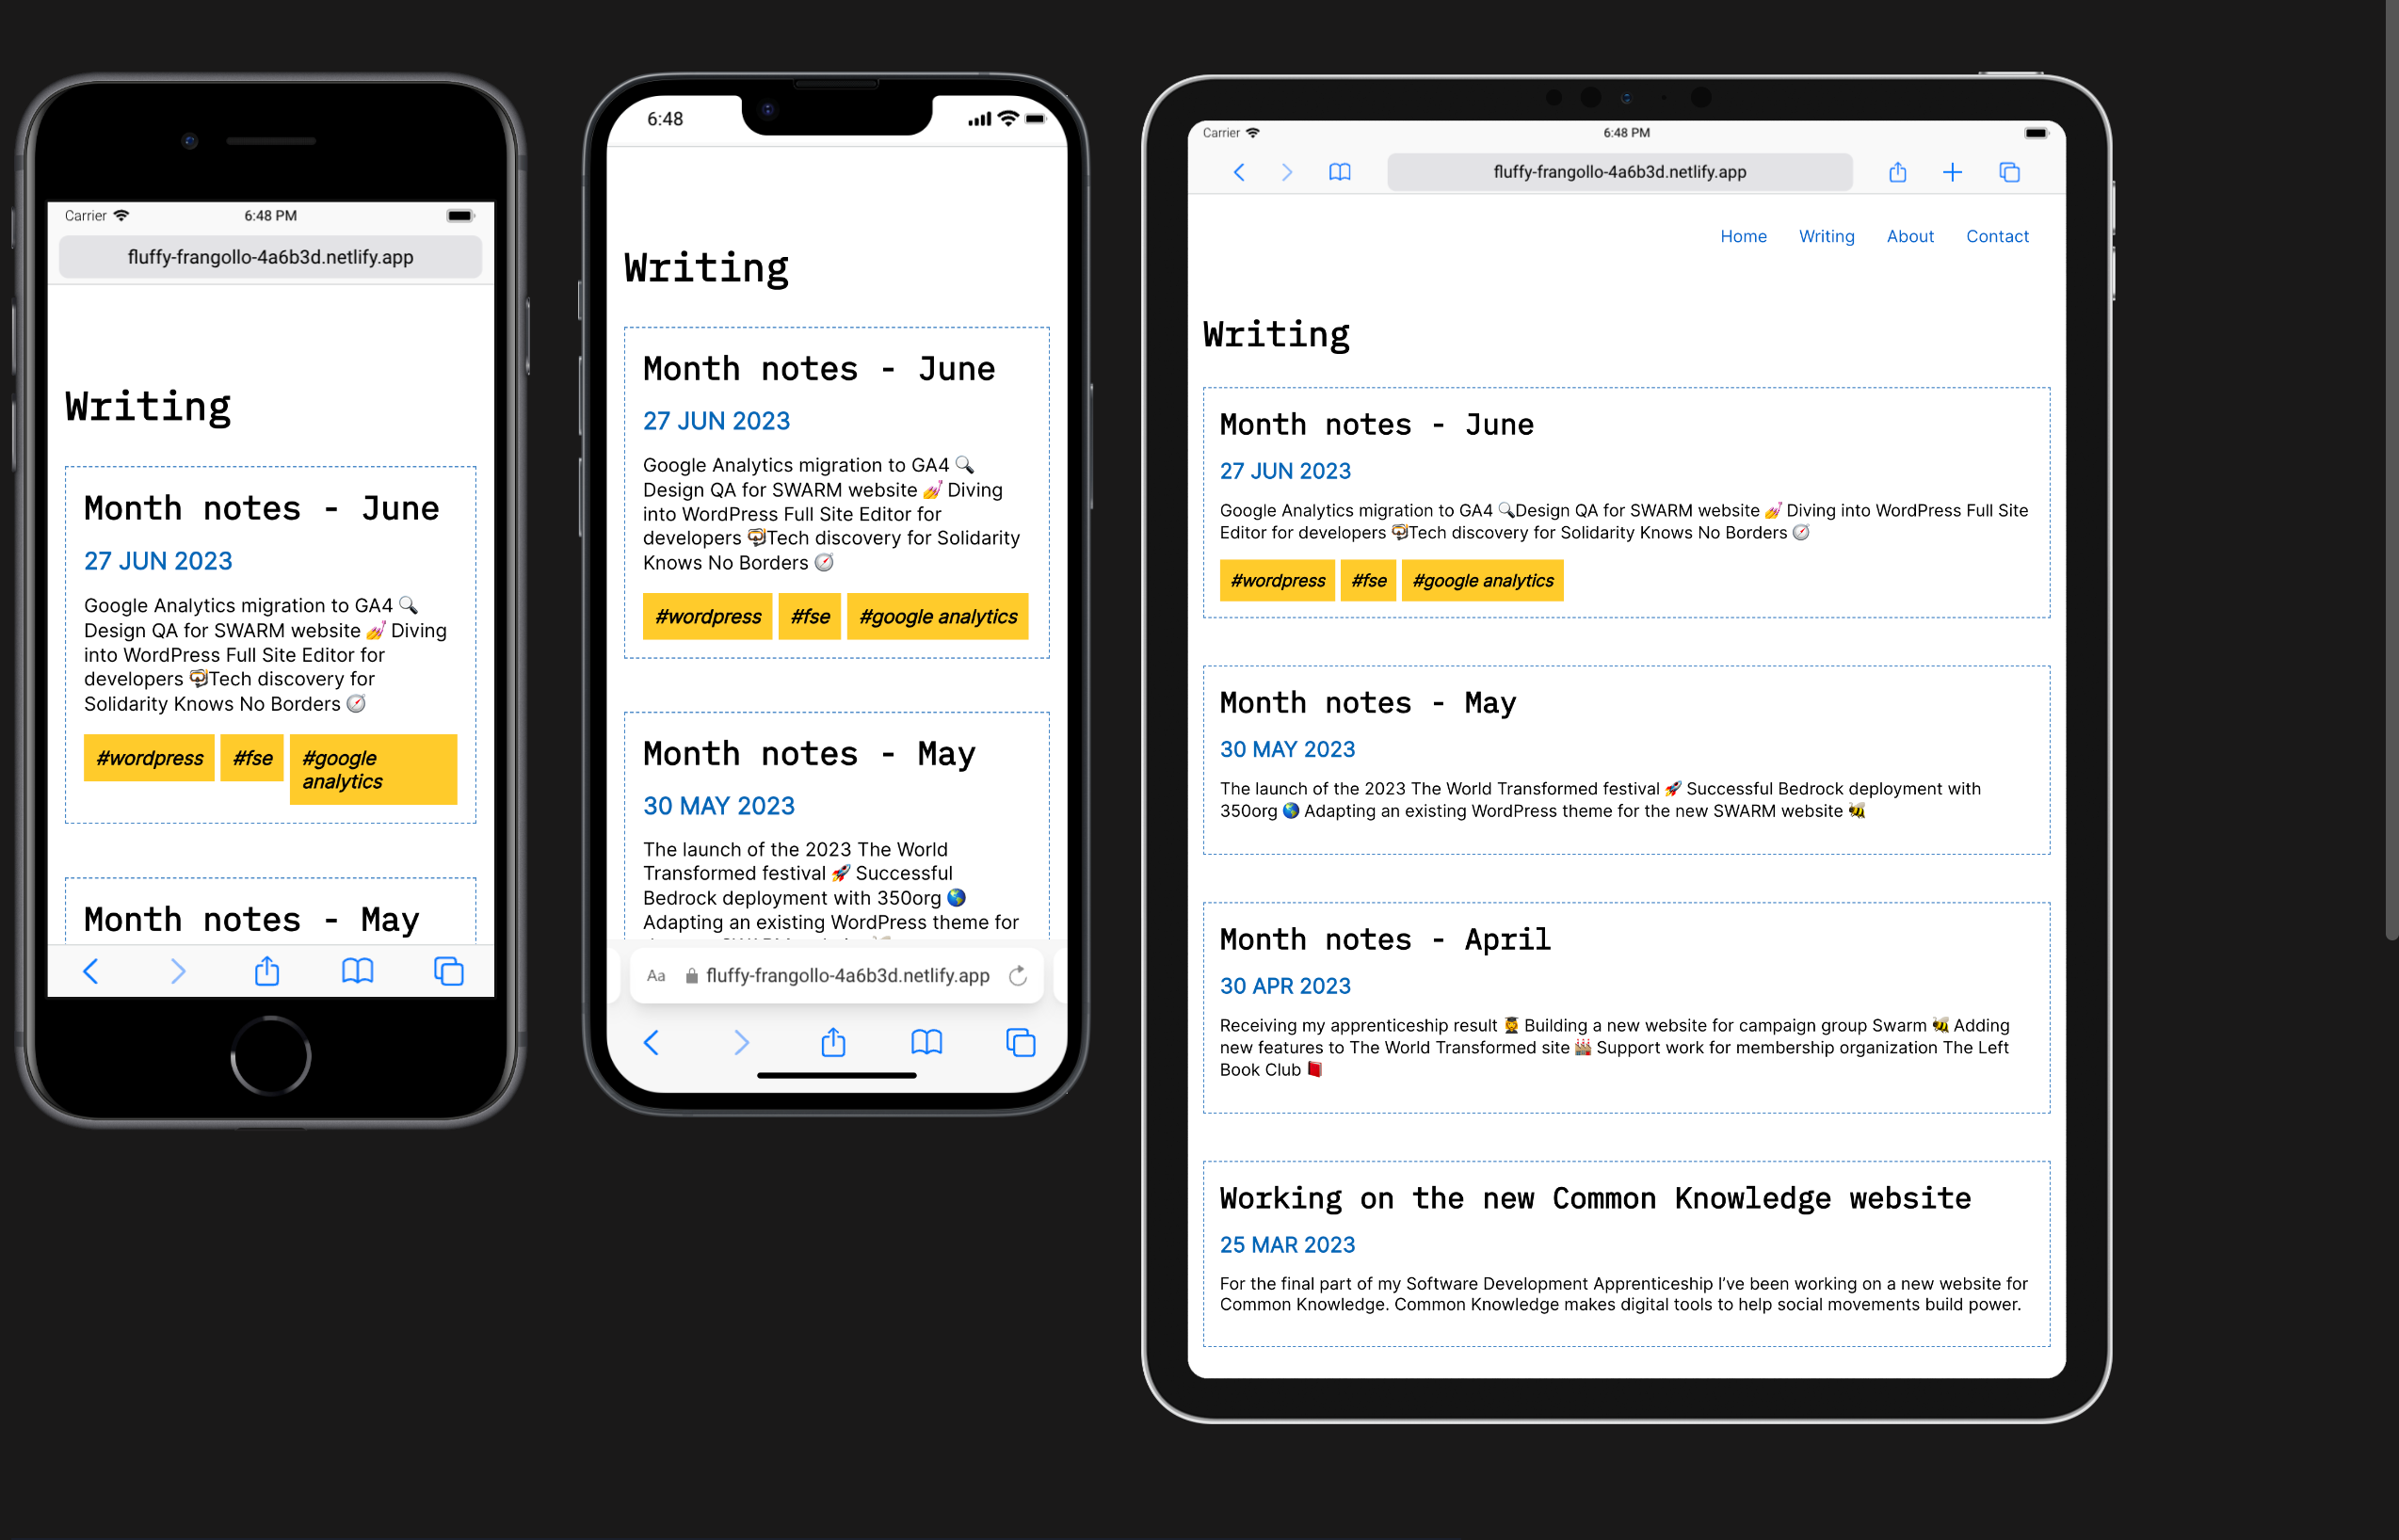 Carrier 6:48 PM
fluffy-frangollo-4a6b3d.netlify.app
Writing
Month notes - June
27 JUN 2023
Google Analytics migration to GA4 🔍
Design QA for SWARM website 💅 Diving
into WordPress Full Site Editor for
developers 🤿Tech discovery for
Solidarity Knows No Borders 🧭
#wordpress #fse #google
analytics
Month notes - May
6:48
Writing
Month notes - June
27 JUN 2023
Google Analytics migration to GA4 🔍
Design QA for SWARM website 💅 Diving
into WordPress Full Site Editor for
developers 🤿Tech discovery for Solidarity
Knows No Borders 🧭
#wordpress #fse #google analytics
Month notes - May
30 MAY 2023
The launch of the 2023 The World
Transformed festival 🚀 Successful
Bedrock deployment with 350org 🌎
Adapting an existing WordPress theme for
Aa fluffy-frangollo-4a6b3d.netlify.app
Carrier 6:48 PM
fluffy-frangollo-4a6b3d.netlify.app
Home Writing About Contact
Writing
Month notes - June
27 JUN 2023
Google Analytics migration to GA4 🔍Design QA for SWARM website 💅 Diving into WordPress Full Site
Editor for developers 🤿Tech discovery for Solidarity Knows No Borders 🧭
#wordpress #fse #google analytics
Month notes - May
30 MAY 2023
The launch of the 2023 The World Transformed festival 🚀 Successful Bedrock deployment with
350org 🌎 Adapting an existing WordPress theme for the new SWARM website 🐝
Month notes - April
30 APR 2023
Receiving my apprenticeship result 👩‍🎓 Building a new website for campaign group Swarm 🐝 Adding
new features to The World Transformed site 🏭 Support work for membership organization The Left
Book Club 📕
Working on the new Common Knowledge website
25 MAR 2023
For the final part of my Software Development Apprenticeship I’ve been working on a new website for
Common Knowledge. Common Knowledge makes digital tools to help social movements build power.